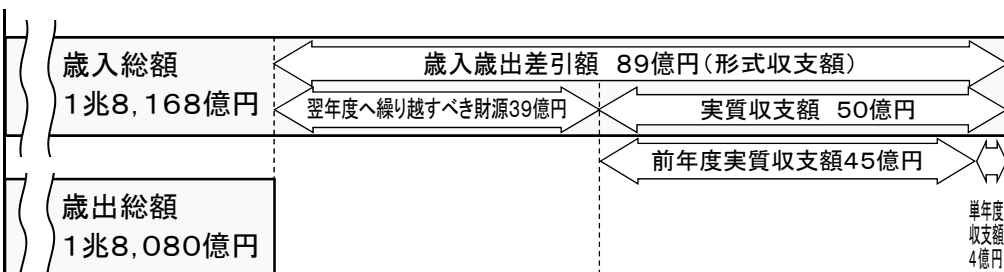 歳入総額
1兆8,168億円
歳入歳出差引額 89億円(形式収支額)
翌年度へ繰り越すべき財源39億円
実質収支額 50億円
前年度実質収支額45億円
歳出総額
1兆8,080億円
単年度
収支額
4億円